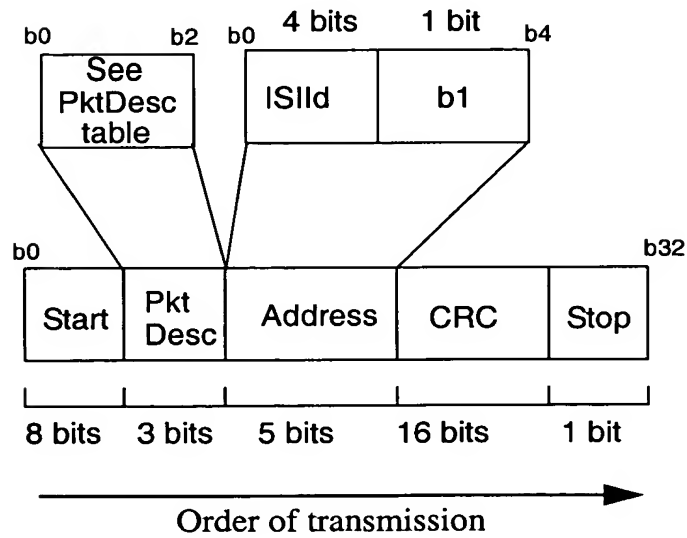 4 bits 1 bit
b0 b2 b0 b4
See
PktDesc
table
ISIId b1
b0 b32
Start Pkt
Desc Address CRC Stop
8 bits 3 bits 5 bits 16 bits 1 bit
Order of transmission